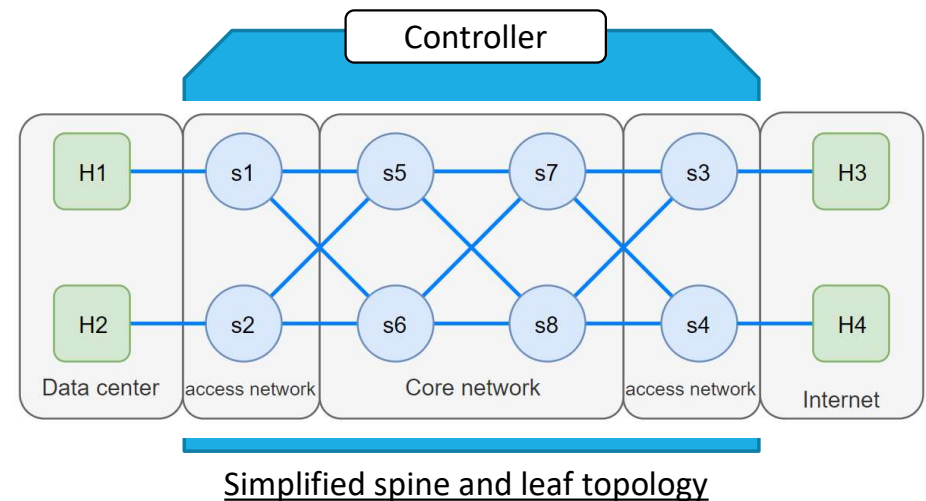 Controller
H1 s1 s5 s7 s3 H3
H2 s2 s6 s8 s4 H4
Data center access network Core network access network Internet
Simplified spine and leaf topology